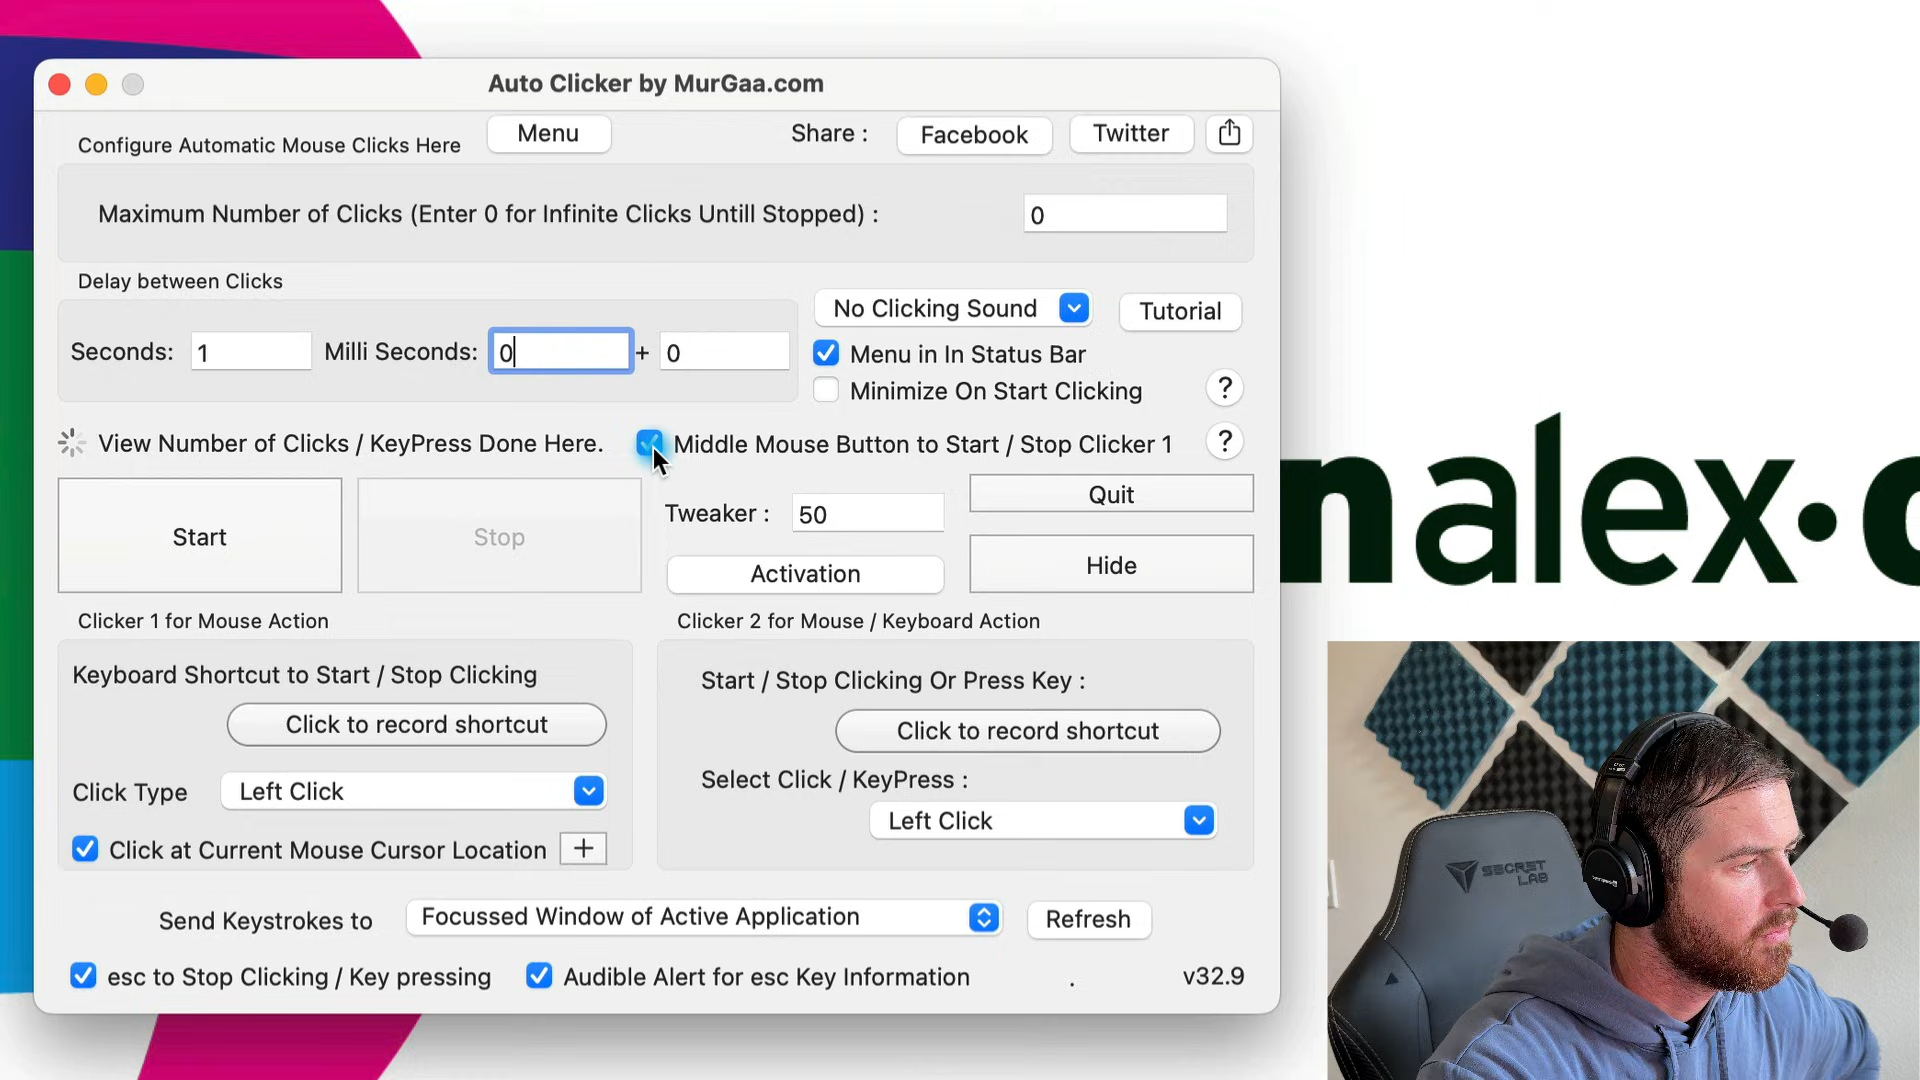 Auto Clicker by MurGaa.com
Configure Automatic Mouse Clicks Here
Menu
Share :
Facebook
Twitter
Maximum Number of Clicks (Enter 0 for Infinite Clicks Untill Stopped) :
0
Delay between Clicks
No Clicking Sound
Tutorial
Seconds: 1 Milli Seconds: 0 + 0
Menu in In Status Bar
Minimize On Start Clicking
?
View Number of Clicks / KeyPress Done Here.
Middle Mouse Button to Start / Stop Clicker 1
?
Start
Stop
Tweaker : 50
Quit
Activation
Hide
nalex.
Clicker 1 for Mouse Action
Clicker 2 for Mouse / Keyboard Action
Keyboard Shortcut to Start / Stop Clicking
Click to record shortcut
Start / Stop Clicking Or Press Key :
Click to record shortcut
Click Type Left Click
Select Click / KeyPress :
Left Click
Click at Current Mouse Cursor Location +
Send Keystrokes to Focussed Window of Active Application
Refresh
esc to Stop Clicking / Key pressing
Audible Alert for esc Key Information
.
v32.9
SECRET
LAB